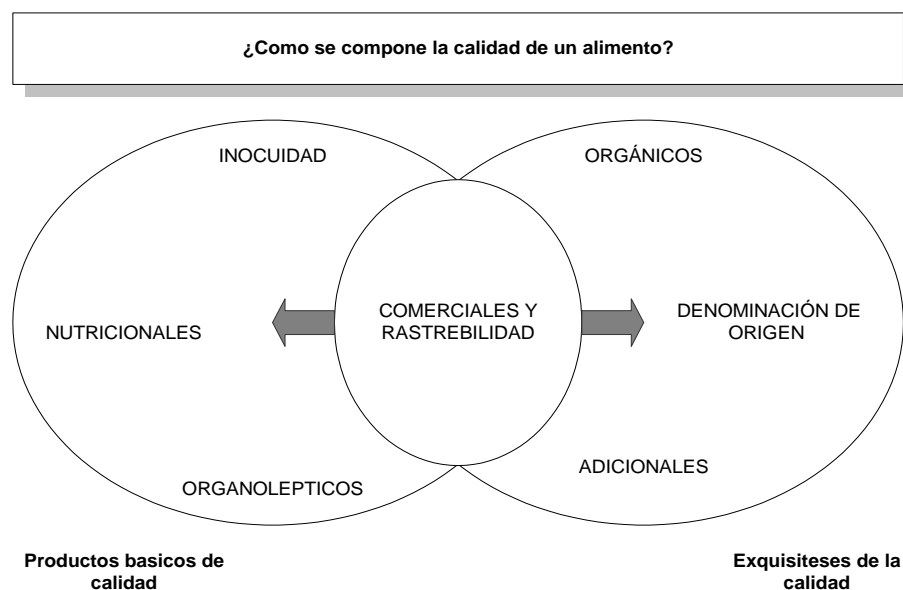 ¿Como se compone la calidad de un alimento?
INOCUIDAD
ORGÁNICOS
COMERCIALES Y
RASTREBILIDAD
NUTRICIONALES
DENOMINACIÓN DE
ORIGEN
ORGANOLEPTICOS
ADICIONALES
Productos basicos de
calidad
Exquisiteses de la
calidad